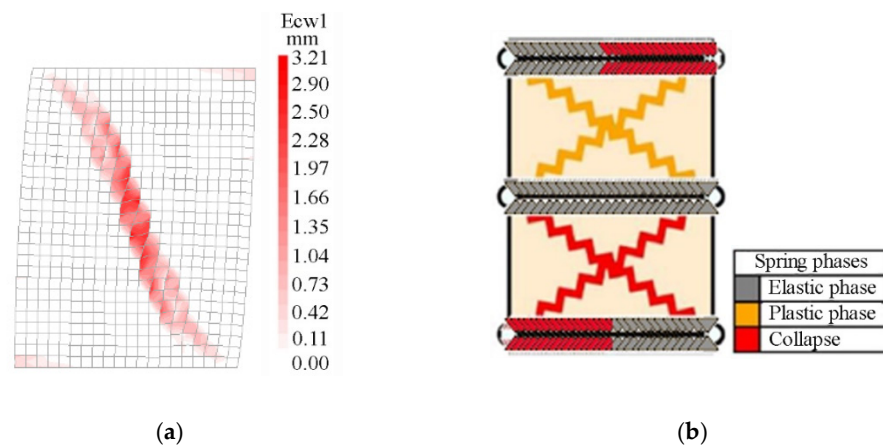 Ecw1
mm
3.21
2.90
2.59
2.28
1.97
1.66
1.35
1.04
0.73
0.42
0.11
0.00
Spring phases
Elastic phase
Plastic phase
Collapse
(a)
(b)